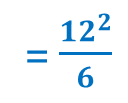 = 12² / 6